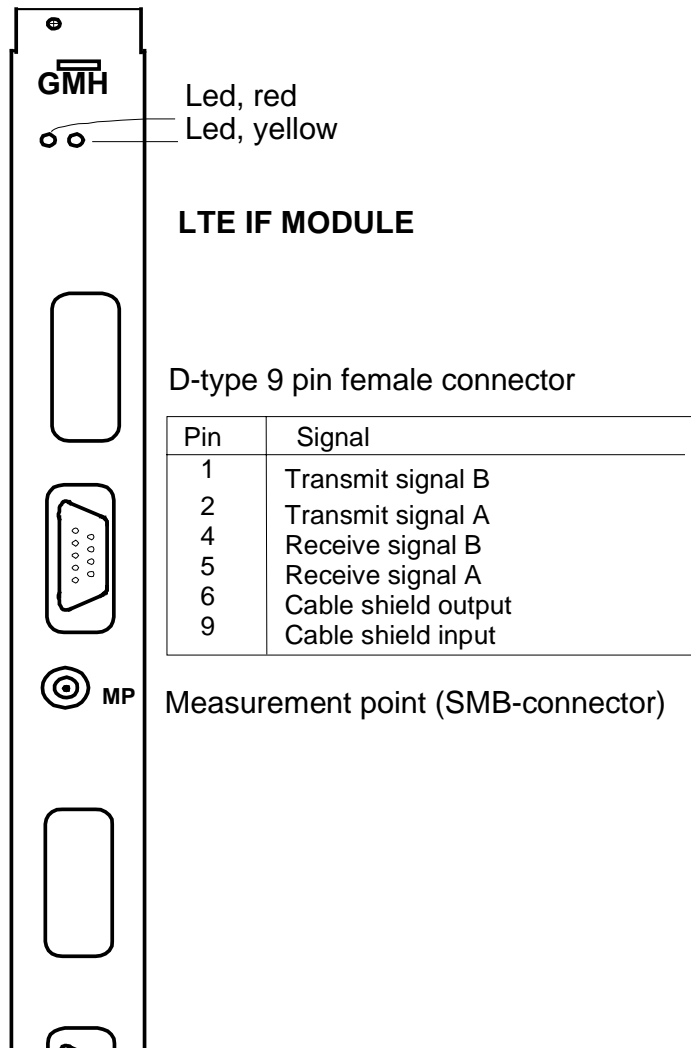 GMH
Led, red
Led, yellow
LTE IF MODULE
D-type 9 pin female connector
Pin Signal
1 Transmit signal B
2 Transmit signal A
4 Receive signal B
5 Receive signal A
6 Cable shield output
9 Cable shield input
MP Measurement point (SMB-connector)